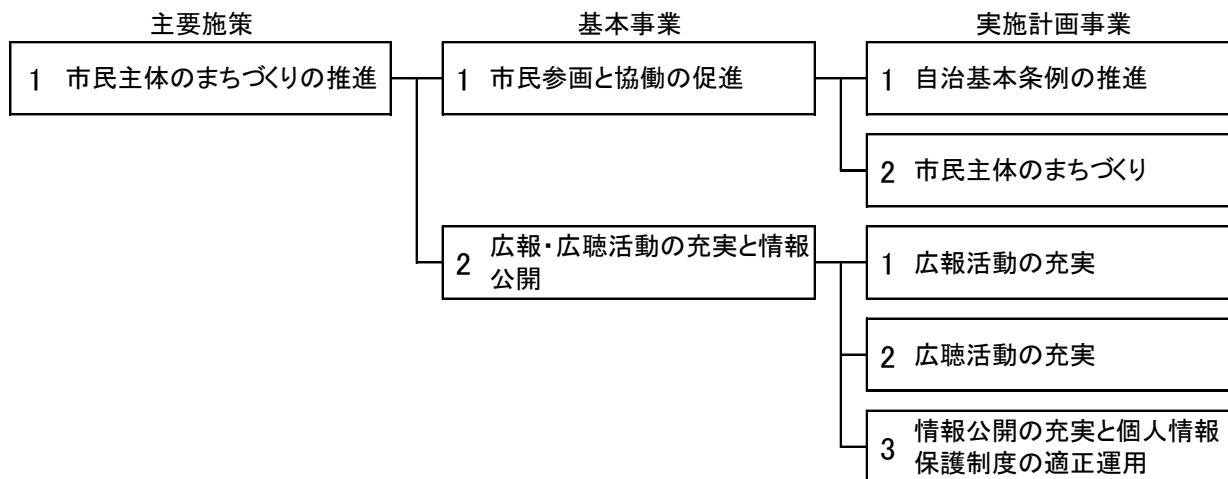 主要施策 基本事業 実施計画事業
1 市民主体のまちづくりの推進 1 市民参画と協働の促進 1 自治基本条例の推進
2 市民主体のまちづくり
2 広報・広聴活動の充実と情報
公開
1 広報活動の充実
2 広聴活動の充実
3 情報公開の充実と個人情報
保護制度の適正運用